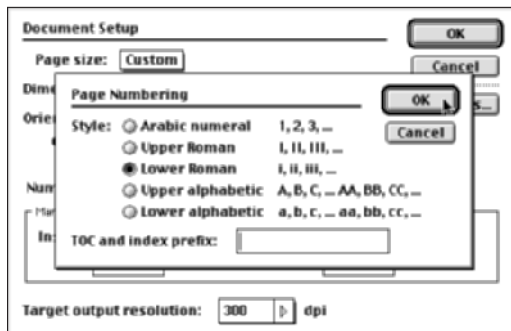 Document Setup
OK
Page size: Custom
Cancel
Dime
Page Numbering
OK
s...
Orie
Style: Arabic numeral 1, 2, 3, ...
Cancel
Upper Roman I, II, III, ...
Lower Roman i, ii, iii, ...
Num
Upper alphabetic A, B, C, ... AA, BB, CC, ...
Lower alphabetic a, b, c, ... aa, bb, cc, ...
In:
TOC and index prefix:
Target output resolution: 300 dpi